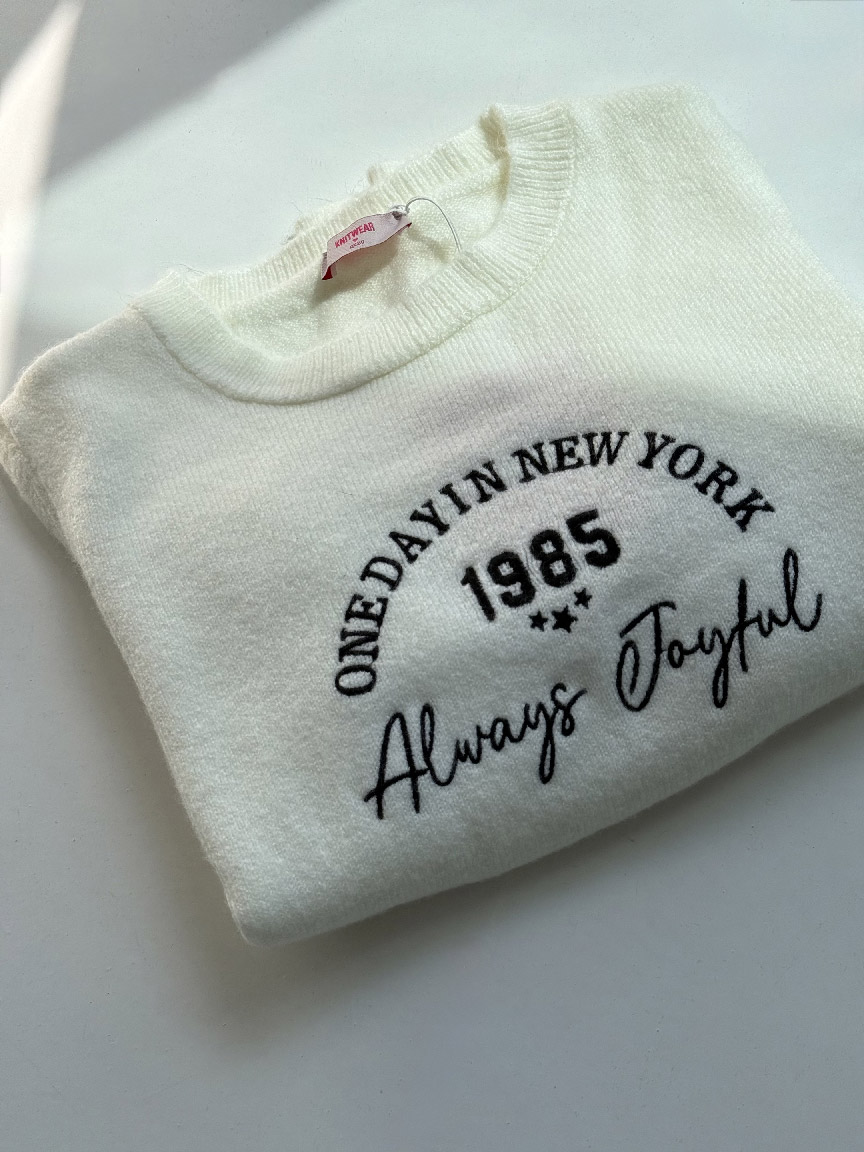 KNITWEAR
ONE DAY IN NEW YORK
1985
Always Joyful